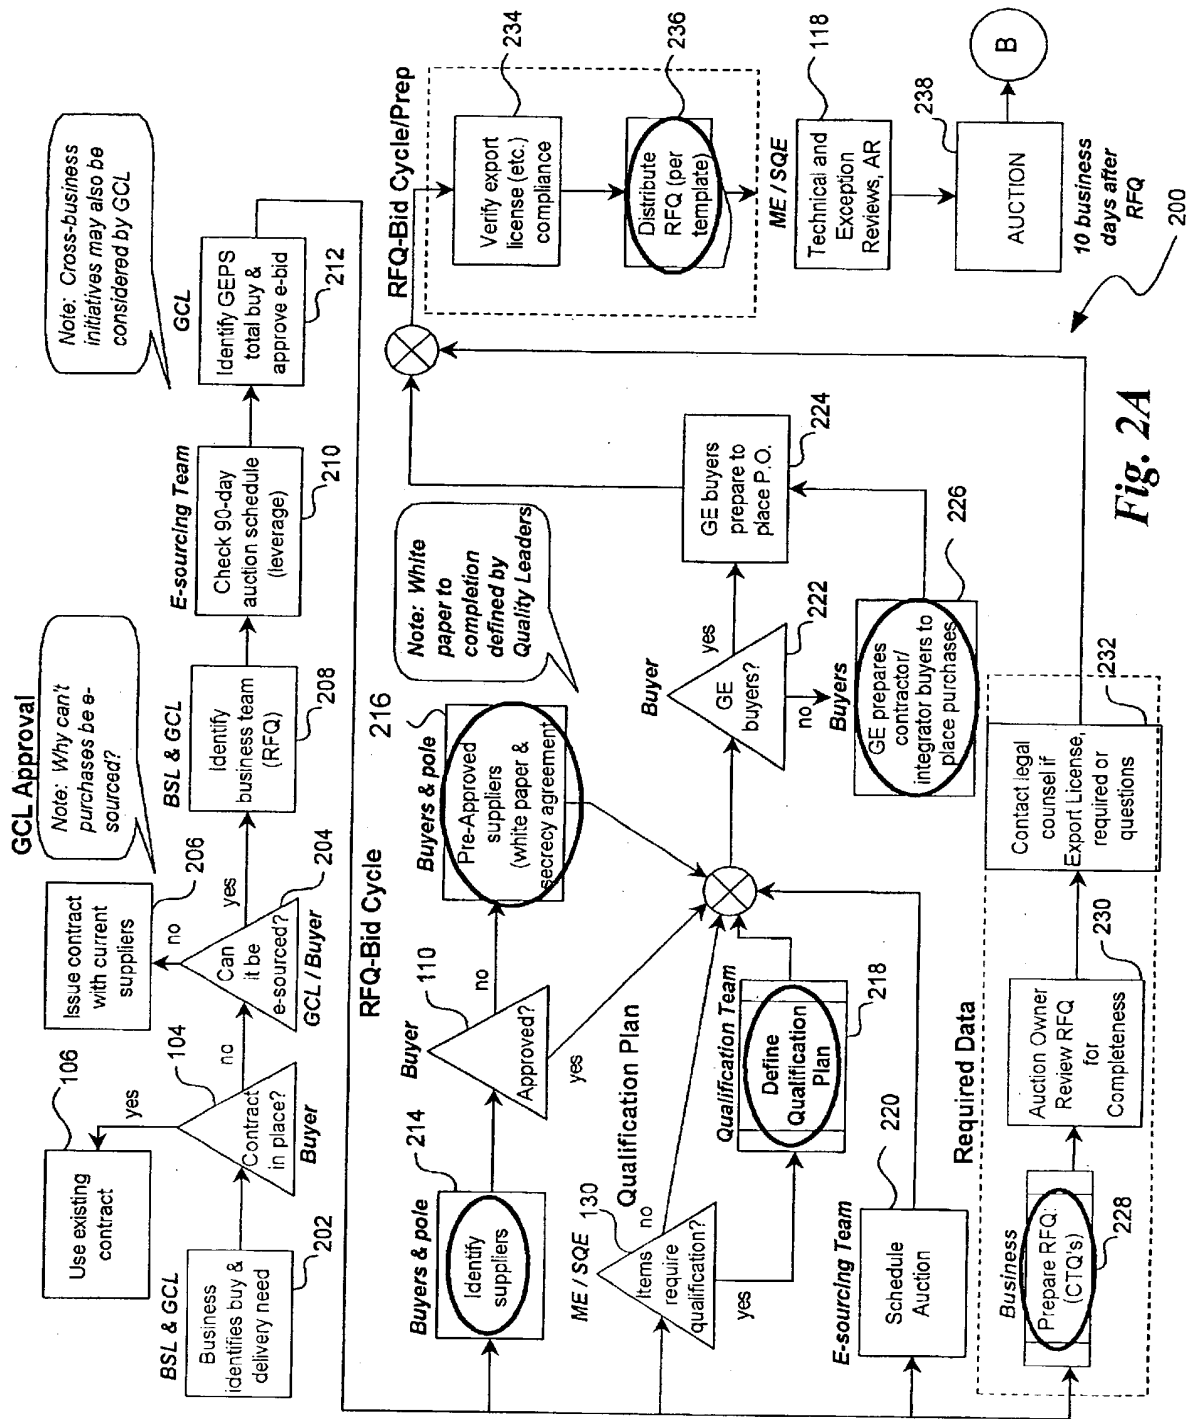 GCL Approval
106
Use existing
contract
yes
BSL & GCL
Business
identifies buy &
delivery need
202
104
Contract
in place?
Buyer
no
Issue contract
with current
suppliers
206
no
Note: Why can't
purchases be e-
sourced?
Can
it be
e-sourced?
204
GCL / Buyer
yes
BSL & GCL
Identify
business team
(RFQ)
208
E-sourcing Team
Check 90-day
auction schedule
(leverage)
210
Note: Cross-business
initiatives may also be
considered by GCL
GCL
Identify GEPS
total buy &
approve e-bid
212
RFQ-Bid Cycle
Buyers & pole
214
Identify
suppliers
Buyer
110
Approved?
no
yes
Buyers & pole
216
Pre-Approved
suppliers
(white paper &
secrecy agreement
Note: White
paper to
completion
defined by
Quality Leaders
Qualification Plan
ME / SQE
130
Items
require
qualification?
no
yes
Qualification Team
Define
Qualification
Plan
218
E-sourcing Team
Schedule
Auction
220
Buyer
GE
buyers?
222
yes
no
GE buyers
prepare to
place P.O.
224
Buyers
GE prepares
contractor/
integrator buyers to
place purchases
226
Required Data
Business
Prepare RFQ:
(CTQ's)
228
Auction Owner
Review RFQ
for
Completeness
230
Contact legal
counsel if
Export License,
required or
questions
232
RFQ-Bid Cycle/Prep
Verify export
license (etc.)
compliance
234
Distribute
RFQ (per
template)
236
ME / SQE
Technical and
Exception
Reviews, AR
118
AUCTION
238
10 business
days after
RFQ
B
200
Fig. 2A